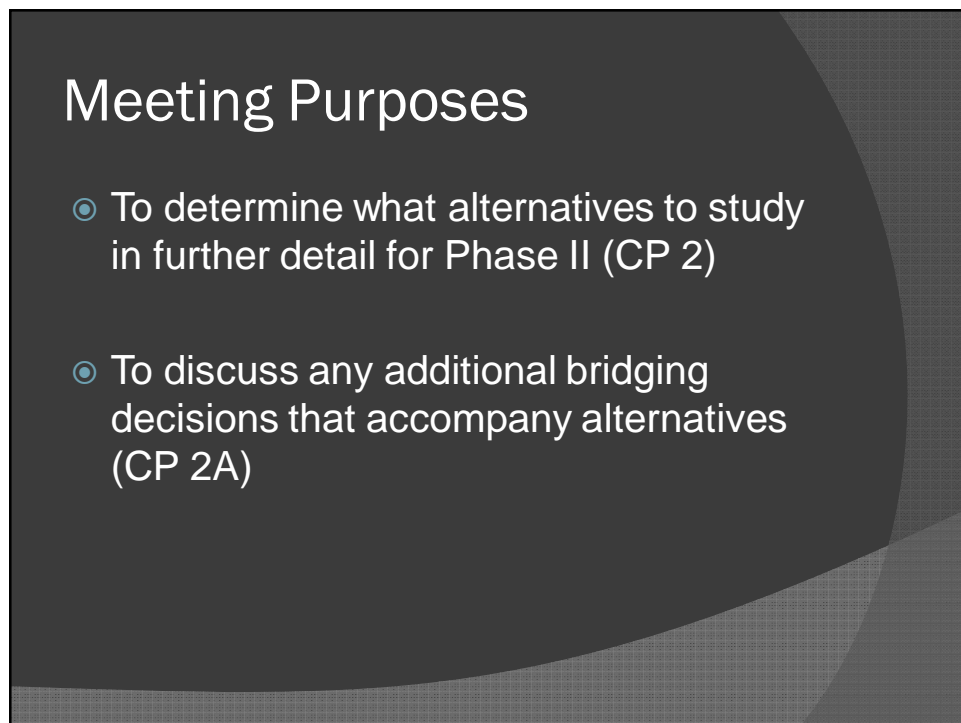 Meeting Purposes
To determine what alternatives to study
in further detail for Phase II (CP 2)
To discuss any additional bridging
decisions that accompany alternatives
(CP 2A)